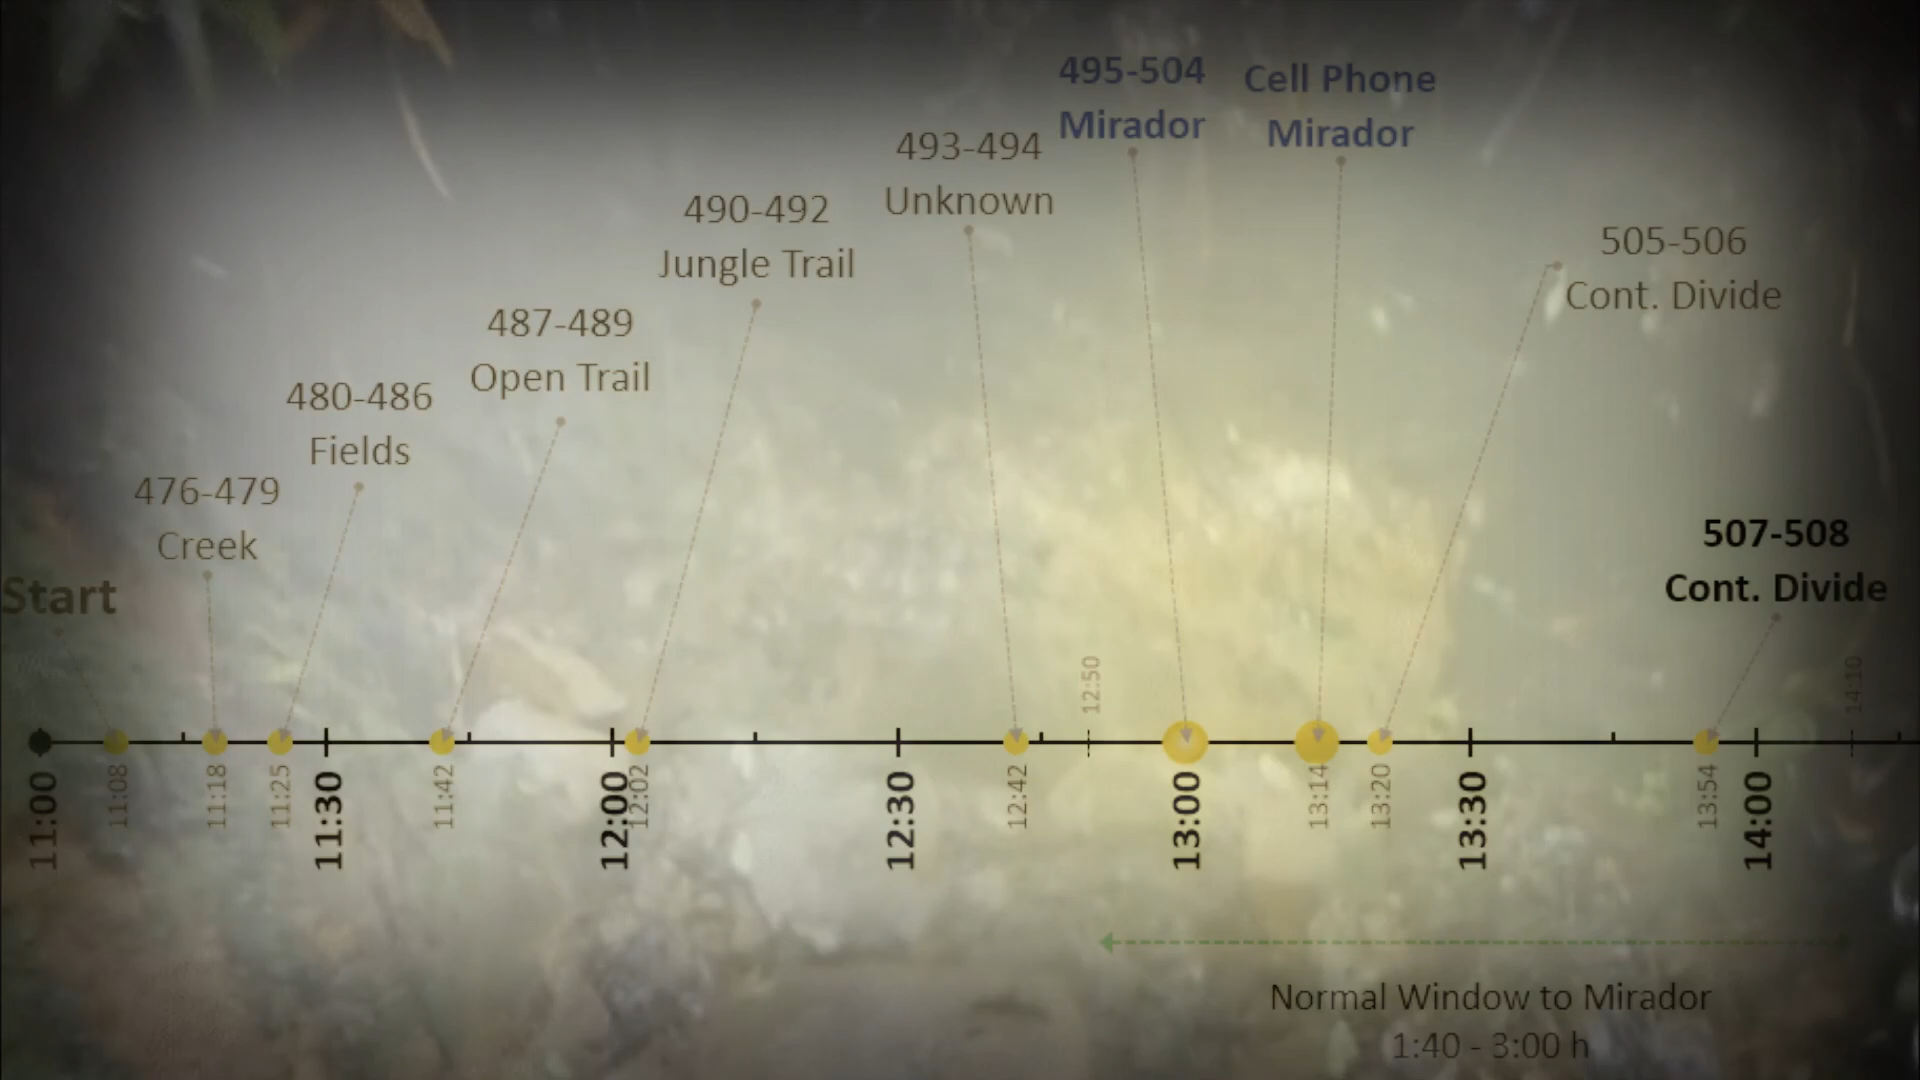 495-504
Mirador
Cell Phone
Mirador
493-494
Unknown
490-492
Jungle Trail
505-506
Cont. Divide
487-489
Open Trail
480-486
Fields
476-479
Creek
507-508
Cont. Divide
Start
12:50
14:10
11:00
11:08
11:18
11:25
11:30
11:42
12:00
12:02
12:30
12:42
13:00
13:14
13:20
13:30
13:54
14:00
Normal Window to Mirador
1:40 - 3:00 h